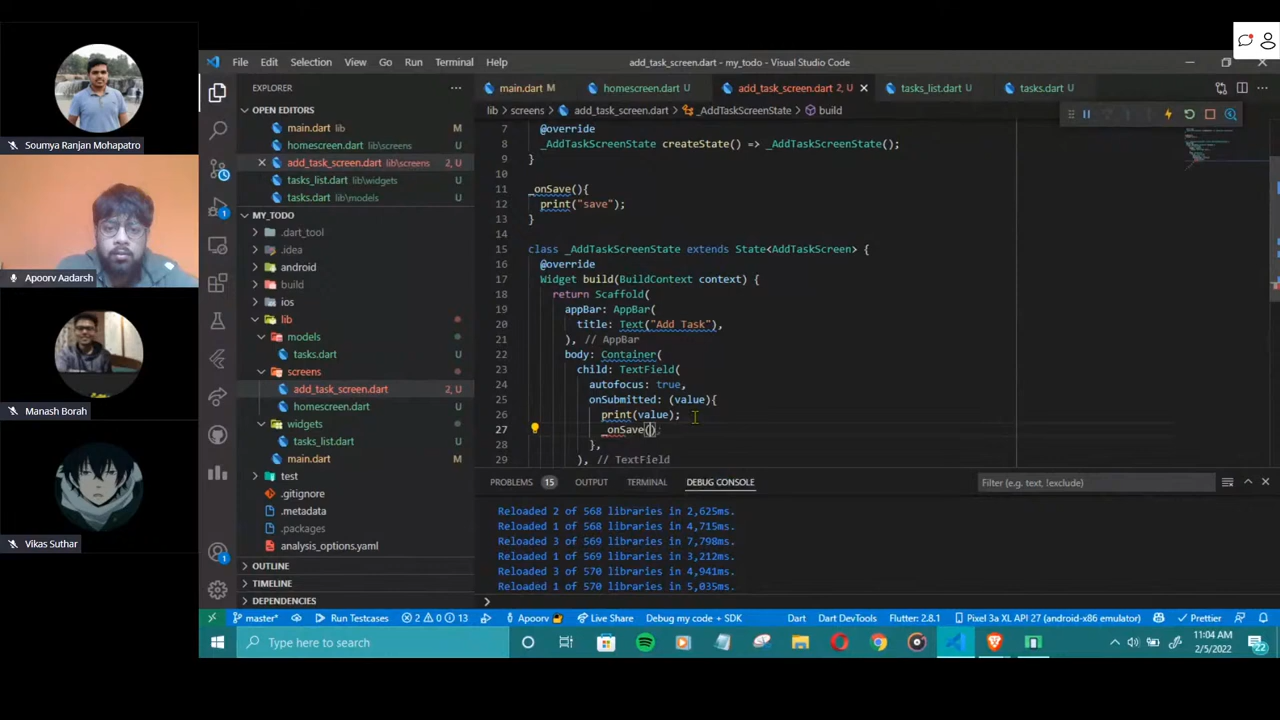 File Edit Selection View Go Run Terminal Help
add_task_screen.dart - my_todo - Visual Studio Code
Soumya Ranjan Mohapatro
Apoorv Aadarsh
Manash Borah
Vikas Suthar
EXPLORER
OPEN EDITORS
main.dart lib M
homescreen.dart lib\screens U
add_task_screen.dart lib\screens 2, U
tasks_list.dart lib\widgets U
tasks.dart lib\models U
MY_TODO
.dart_tool
.idea
android
build
ios
lib
models
tasks.dart U
screens
add_task_screen.dart 2, U
homescreen.dart U
widgets
tasks_list.dart U
main.dart M
test
.gitignore
.metadata
.packages
analysis_options.yaml
OUTLINE
TIMELINE
DEPENDENCIES
main.dart M homescreen.dart U add_task_screen.dart 2, U tasks_list.dart U tasks.dart U
lib > screens > add_task_screen.dart > _AddTaskScreenState > build
7 @override
8 _AddTaskScreenState createState() => _AddTaskScreenState();
9 }
10
11 _onSave(){
12 print("save");
13 }
14
15 class _AddTaskScreenState extends State<AddTaskScreen> {
16 @override
17 Widget build(BuildContext context) {
18 return Scaffold(
19 appBar: AppBar(
20 title: Text("Add Task"),
21 ), // AppBar
22 body: Container(
23 child: TextField(
24 autofocus: true,
25 onSubmitted: (value){
26 print(value);
27 _onSave();
28 },
29 ), // TextField
PROBLEMS 15 OUTPUT TERMINAL DEBUG CONSOLE
Filter (e.g. text, !exclude)
Reloaded 2 of 568 libraries in 2,625ms.
Reloaded 1 of 568 libraries in 4,715ms.
Reloaded 3 of 569 libraries in 7,798ms.
Reloaded 1 of 569 libraries in 3,212ms.
Reloaded 3 of 570 libraries in 4,941ms.
Reloaded 1 of 570 libraries in 5,035ms.
master* Run Testcases 2 0 13 Apoorv Live Share Debug my code + SDK Dart Dart DevTools Flutter: 2.8.1 Pixel 3a XL API 27 (android-x86 emulator) Prettier
Type here to search
11:04 AM
2/5/2022
22